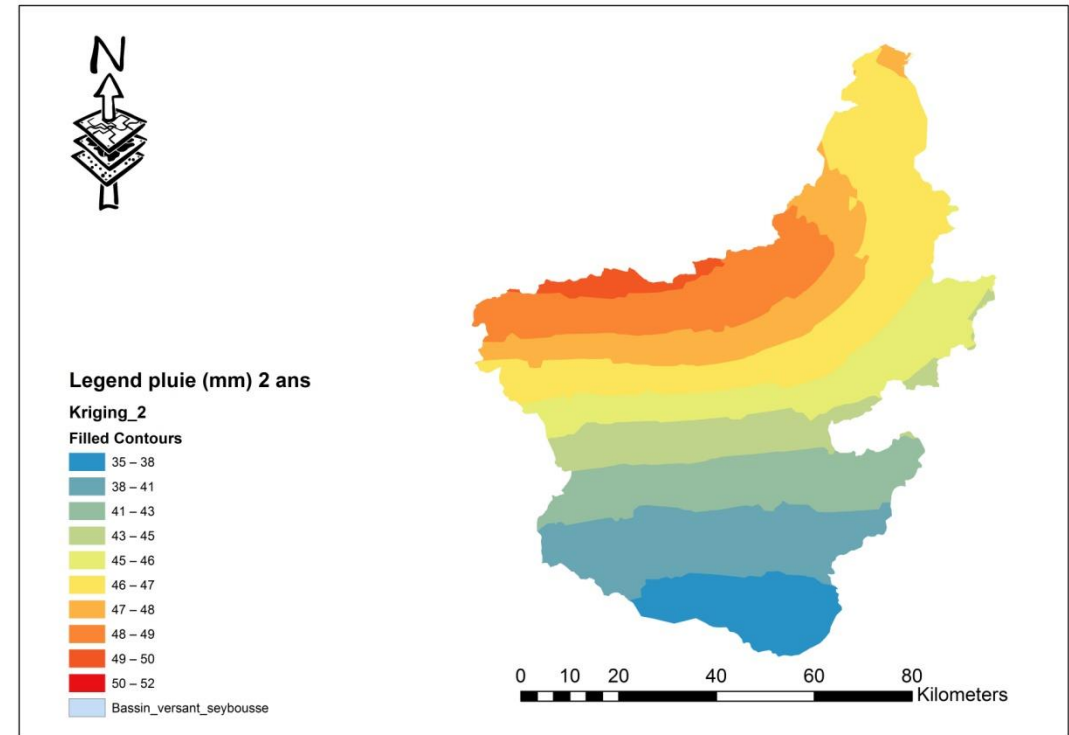 N
Legend pluie (mm) 2 ans
Kriging_2
Filled Contours
35 – 38
38 – 41
41 – 43
43 – 45
45 – 46
46 – 47
47 – 48
48 – 49
49 – 50
50 – 52
Bassin_versant_seybousse
0 10 20 40 60 80
Kilometers